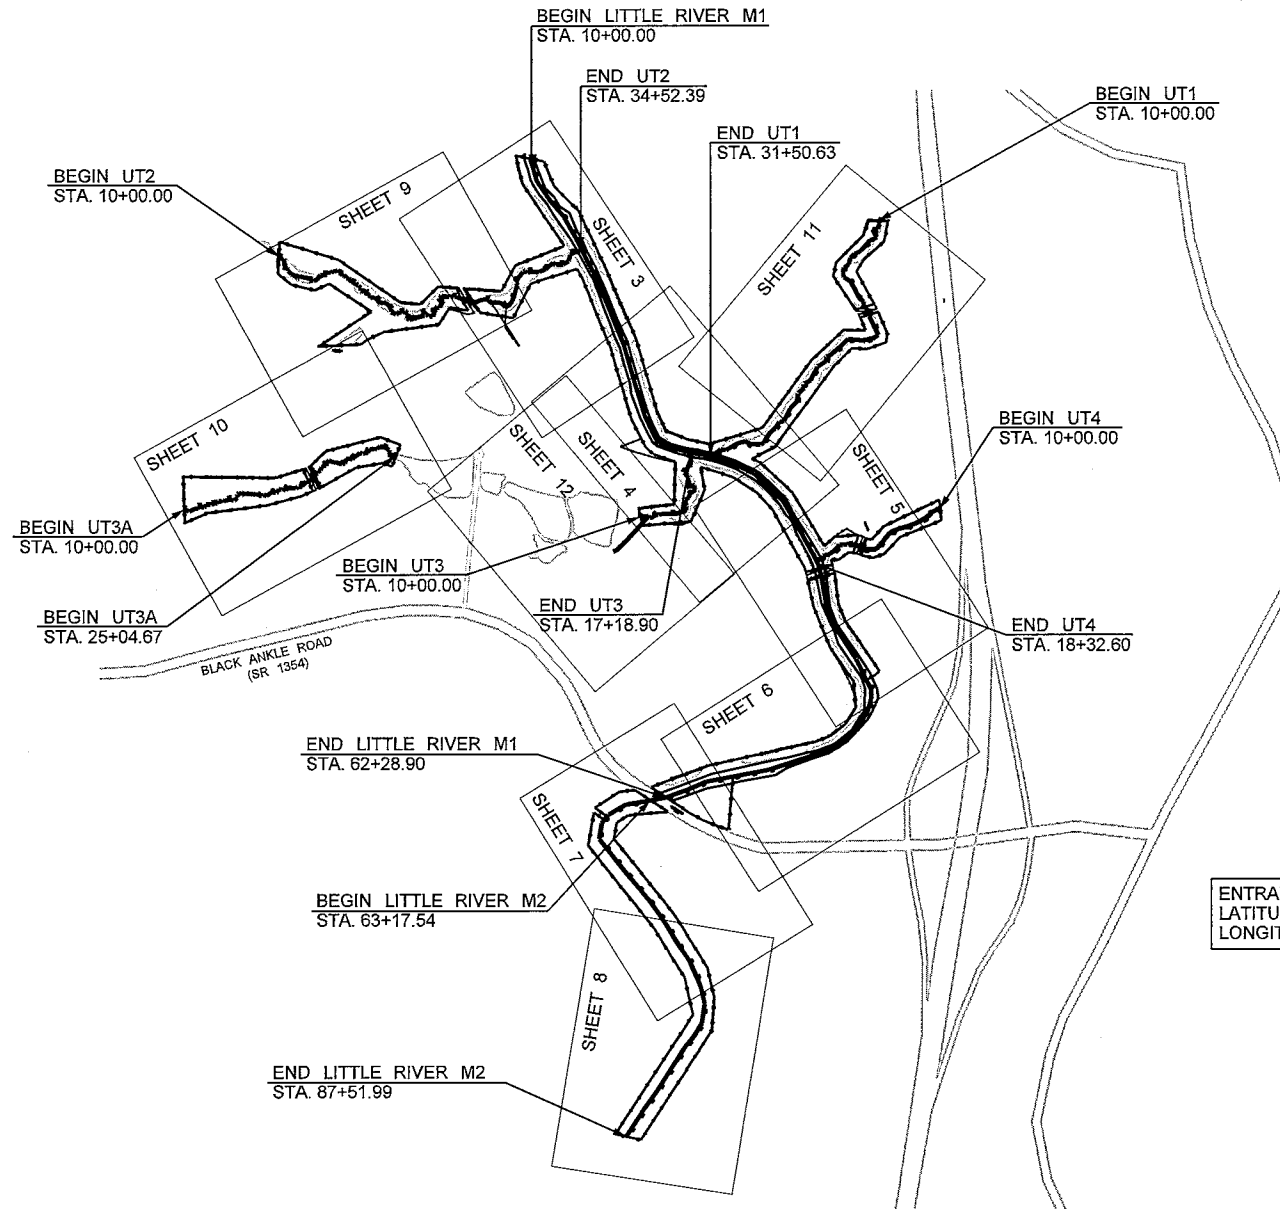 BEGIN LITTLE RIVER M1
STA. 10+00.00
END UT2
STA. 34+52.39
BEGIN UT1
STA. 10+00.00
END UT1
STA. 31+50.63
BEGIN UT2
STA. 10+00.00
SHEET 9
SHEET 3
SHEET 11
BEGIN UT4
STA. 10+00.00
SHEET 10
SHEET 12
SHEET 4
SHEET 5
BEGIN UT3A
STA. 10+00.00
BEGIN UT3
STA. 10+00.00
END UT3
STA. 17+18.90
BEGIN UT3A
STA. 25+04.67
END UT4
STA. 18+32.60
BLACK ANKLE ROAD
(SR 1354)
SHEET 6
END LITTLE RIVER M1
STA. 62+28.90
SHEET 7
BEGIN LITTLE RIVER M2
STA. 63+17.54
ENTRA
LATITU
LONGIT
SHEET 8
END LITTLE RIVER M2
STA. 87+51.99